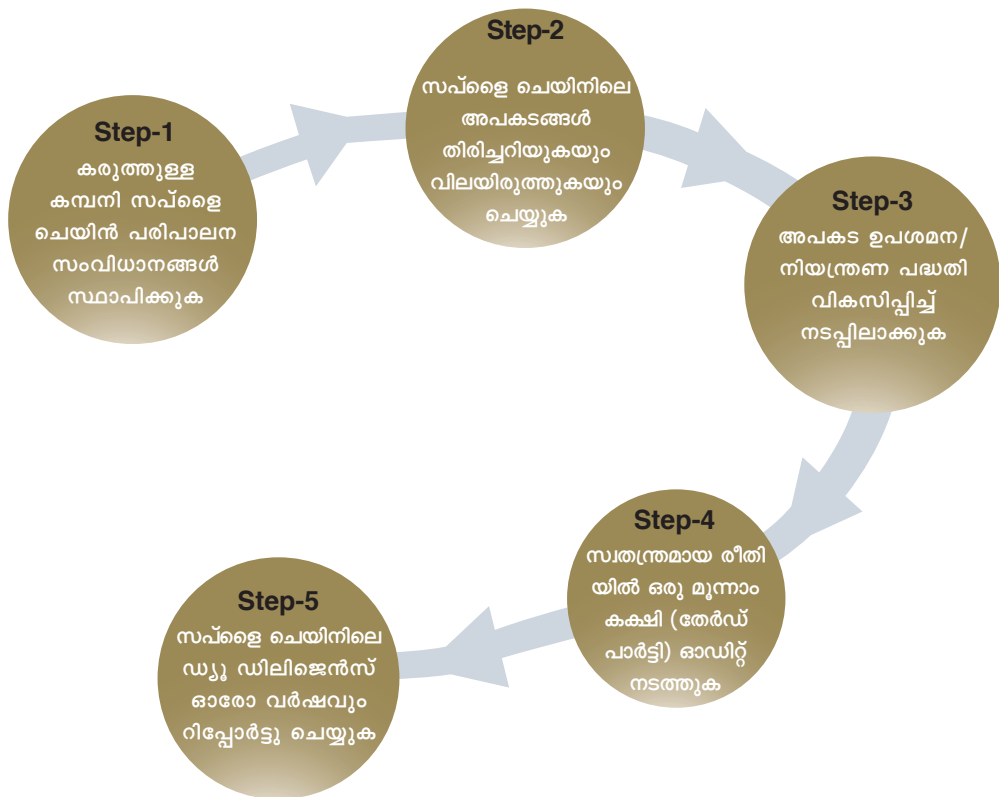 Step-1
കരുത്തുള്ള
കമ്പനി സപ്ളൈ
ചെയിൻ പരിപാലന
സംവിധാനങ്ങൾ
സ്ഥാപിക്കുക
Step-2
സപ്ളൈ ചെയിനിലെ
അപകടങ്ങൾ
തിരിച്ചറിയുകയും
വിലയിരുത്തുകയും
ചെയ്യുക
Step-3
അപകട ഉപശമന/
നിയന്ത്രണ പദ്ധതി
വികസിപ്പിച്ച്
നടപ്പിലാക്കുക
Step-4
സ്വതന്ത്രമായ രീതി
യിൽ ഒരു മൂന്നാം
കക്ഷി (തേർഡ്
പാർട്ടി) ഓഡിറ്റ്
നടത്തുക
Step-5
സപ്ളൈ ചെയിനിലെ
ഡ്യൂ ഡിലിജെൻസ്
ഓരോ വർഷവും
റിപ്പോർട്ടു ചെയ്യുക